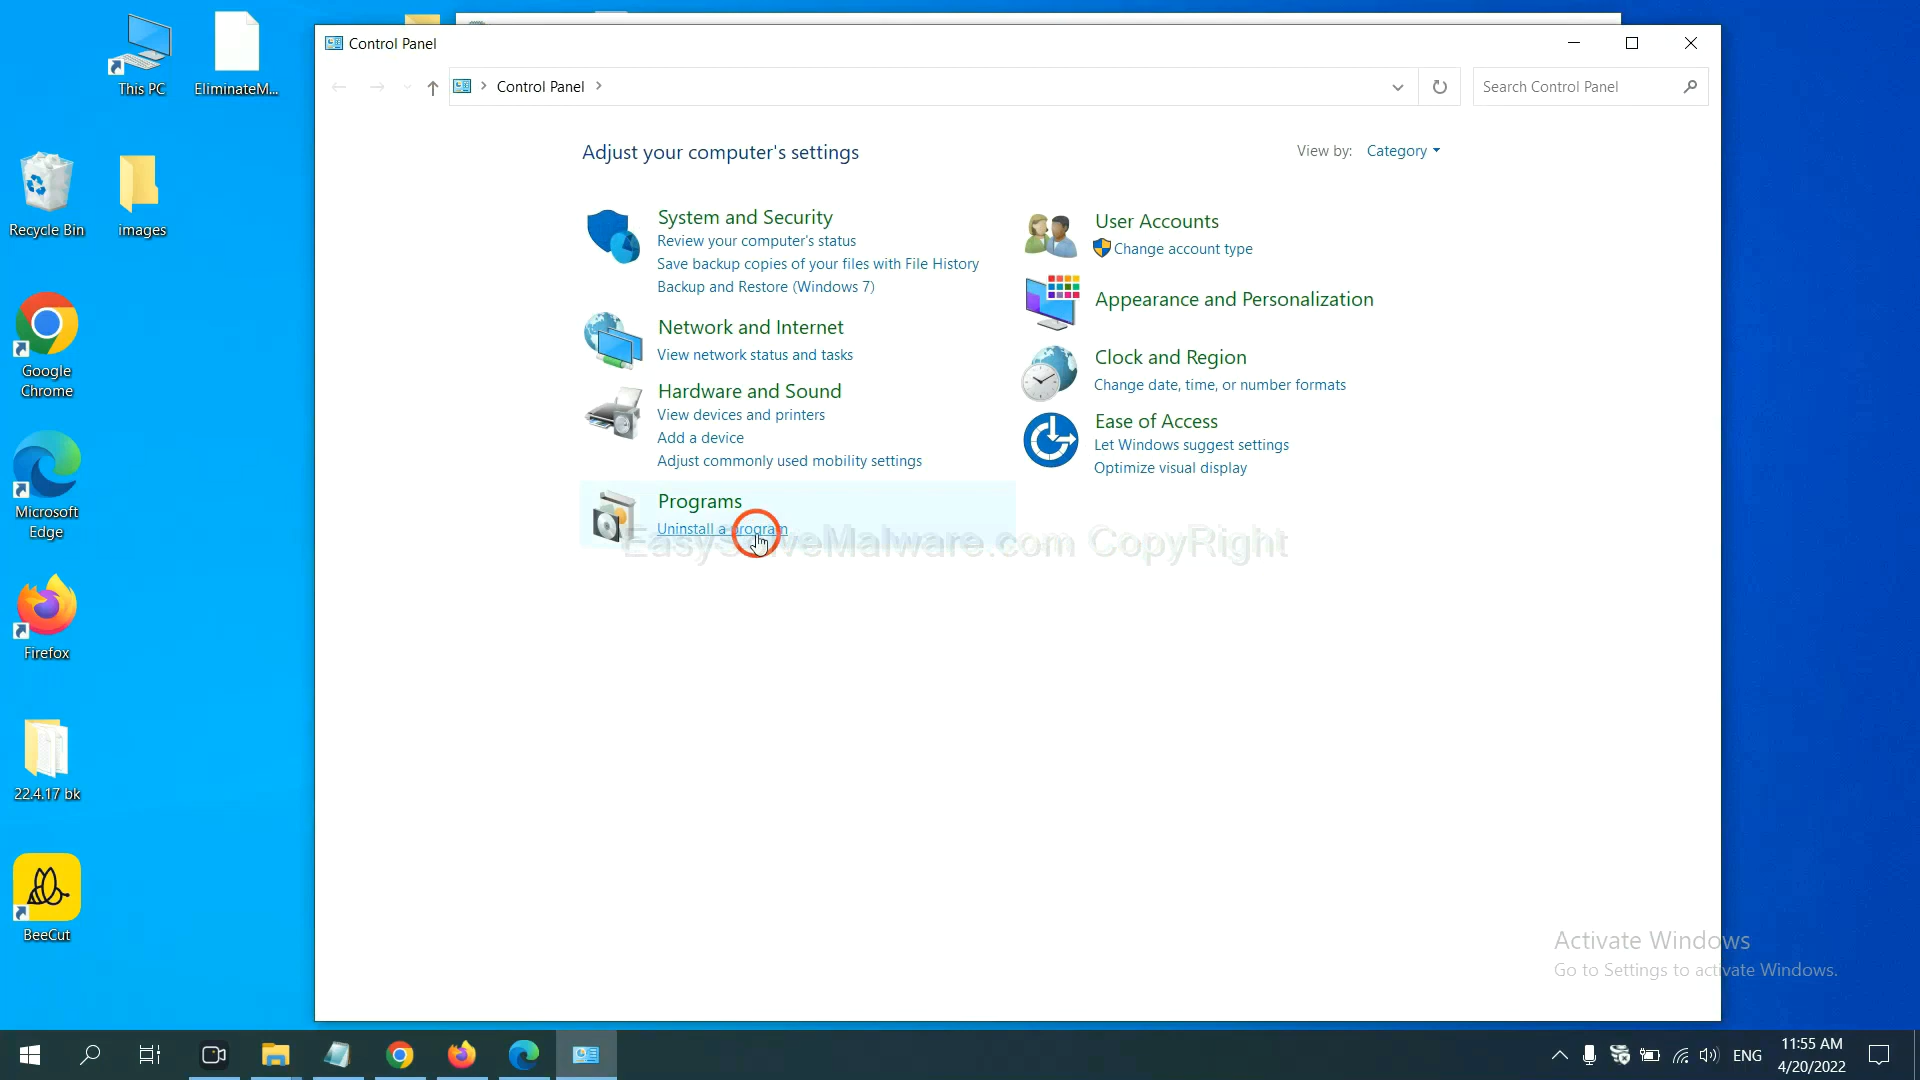 Control Panel
Control Panel
Search Control Panel
Adjust your computer's settings
View by: Category
System and Security
Review your computer's status
Save backup copies of your files with File History
Backup and Restore (Windows 7)
Network and Internet
View network status and tasks
Hardware and Sound
View devices and printers
Add a device
Adjust commonly used mobility settings
Programs
Uninstall a program
User Accounts
Change account type
Appearance and Personalization
Clock and Region
Change date, time, or number formats
Ease of Access
Let Windows suggest settings
Optimize visual display
EasySolveMalware.com CopyRight
This PC
EliminateM...
Recycle Bin
images
Google
Chrome
Microsoft
Edge
Firefox
22.4.17 bk
BeeCut
Activate Windows
Go to Settings to activate Windows.
ENG
11:55 AM
4/20/2022